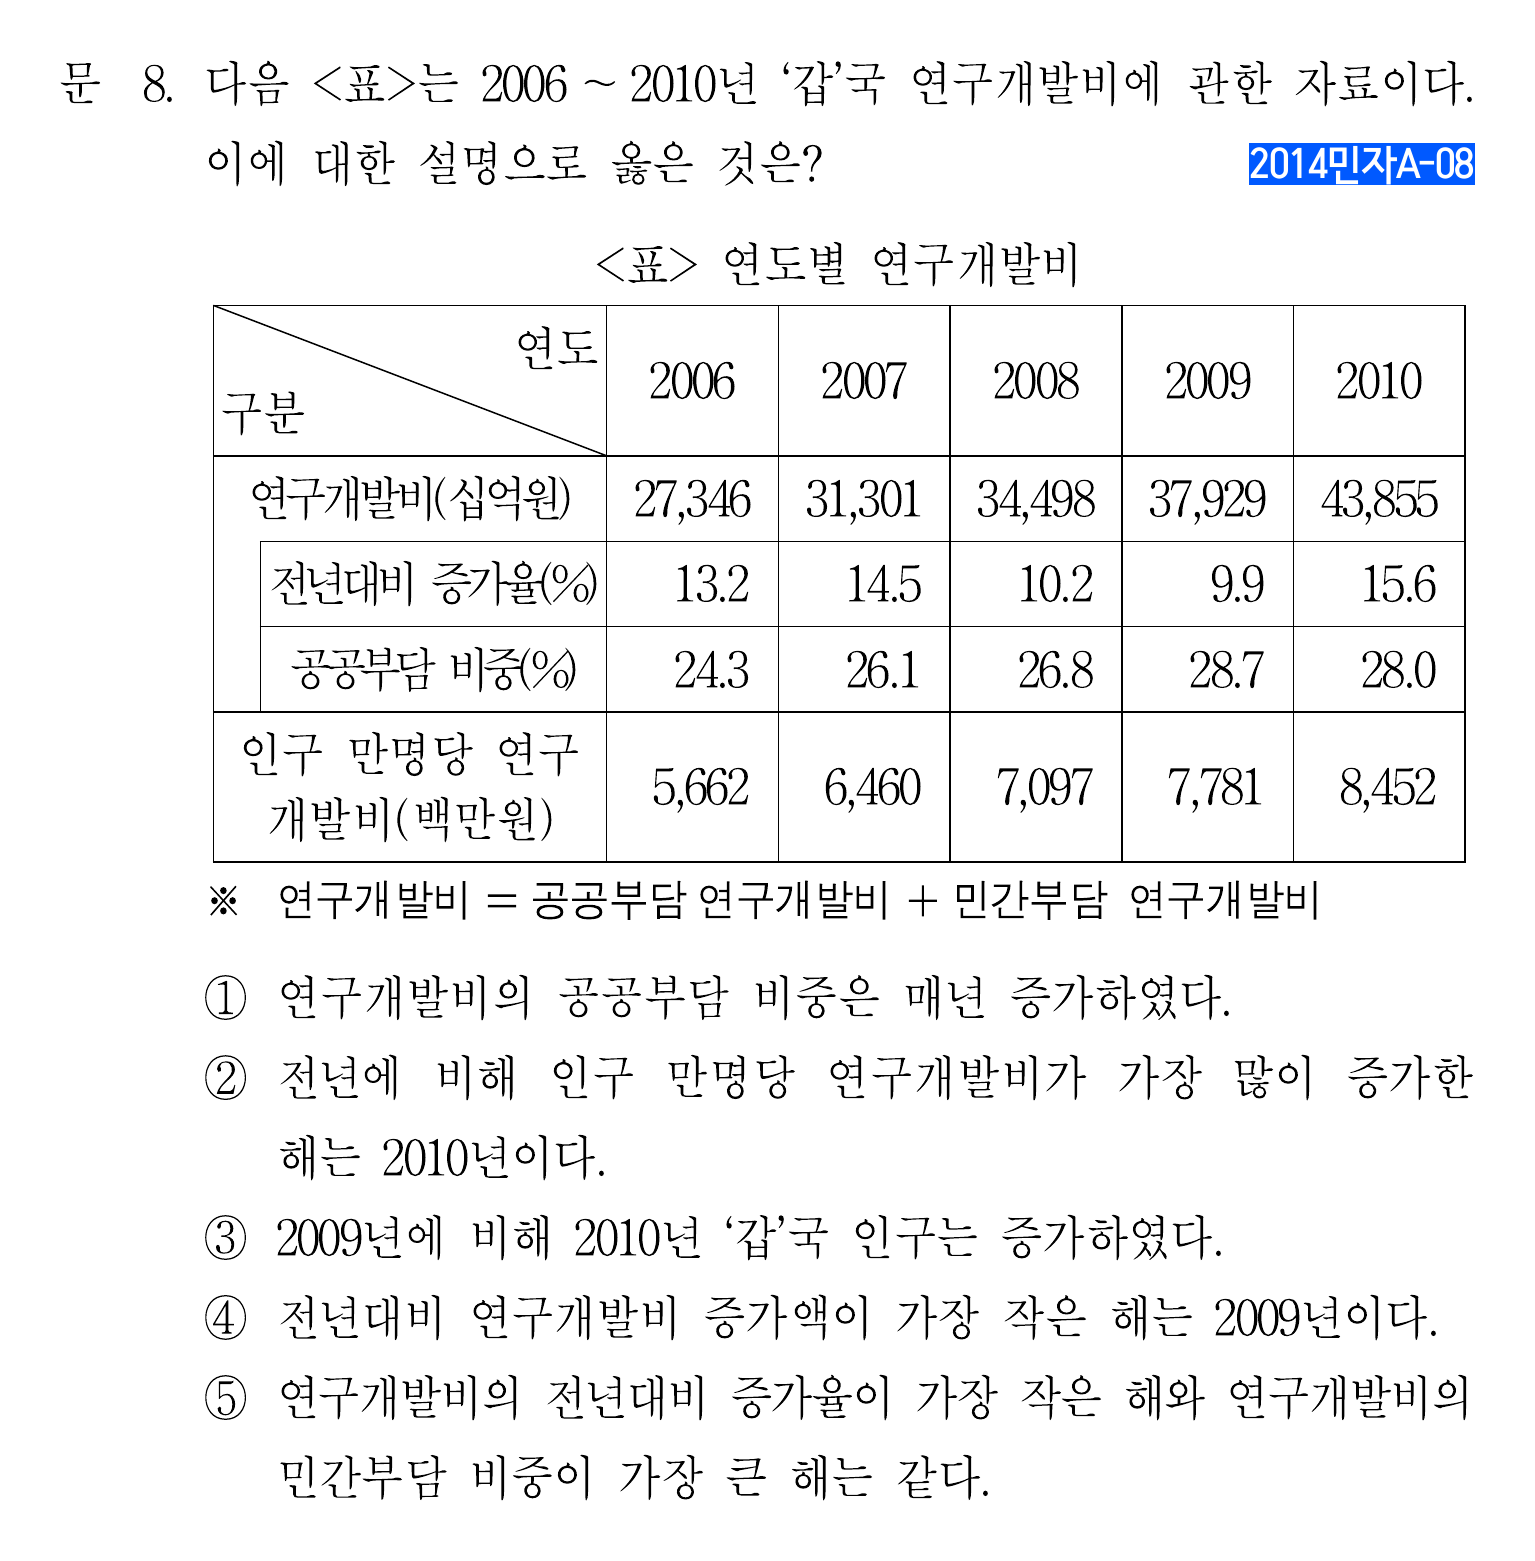 문 8. 다음 <표>는 2006 ~ 2010년 ‘갑’국 연구개발비에 관한 자료이다.
이에 대한 설명으로 옳은 것은?
2014민자A-08
<표> 연도별 연구개발비
연도
구분 2006 2007 2008 2009 2010
연구개발비(십억원) 27,346 31,301 34,498 37,929 43,855
전년대비 증가율(%) 13.2 14.5 10.2 9.9 15.6
공공부담 비중(%) 24.3 26.1 26.8 28.7 28.0
인구 만명당 연구
개발비(백만원) 5,662 6,460 7,097 7,781 8,452
※ 연구개발비 = 공공부담 연구개발비 + 민간부담 연구개발비
① 연구개발비의 공공부담 비중은 매년 증가하였다.
② 전년에 비해 인구 만명당 연구개발비가 가장 많이 증가한
해는 2010년이다.
③ 2009년에 비해 2010년 ‘갑’국 인구는 증가하였다.
④ 전년대비 연구개발비 증가액이 가장 작은 해는 2009년이다.
⑤ 연구개발비의 전년대비 증가율이 가장 작은 해와 연구개발비의
민간부담 비중이 가장 큰 해는 같다.